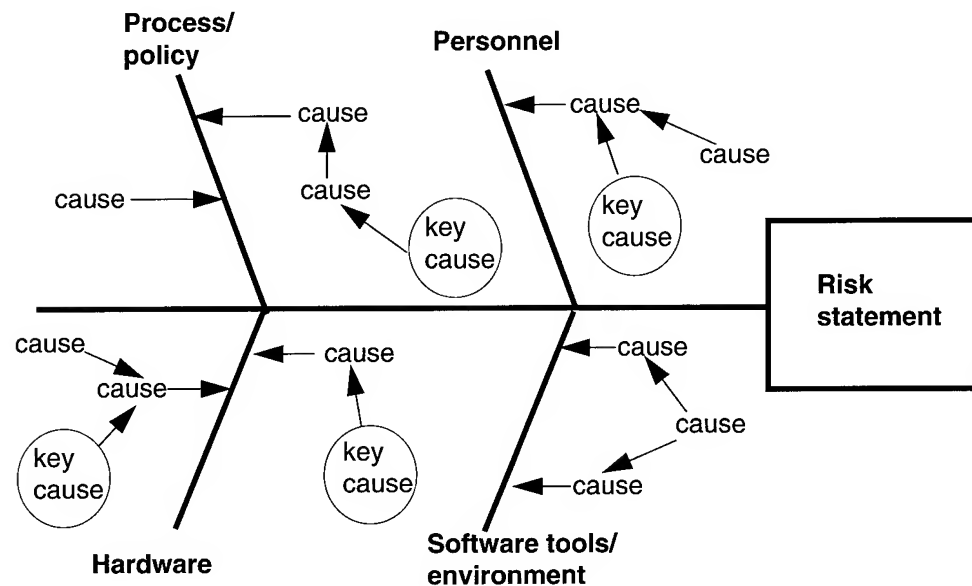 Process/
policy
Personnel
cause
cause
cause
cause
cause
key
cause
key
cause
Risk
statement
cause
cause
cause
cause
cause
cause
key
cause
key
cause
Hardware
Software tools/
environment